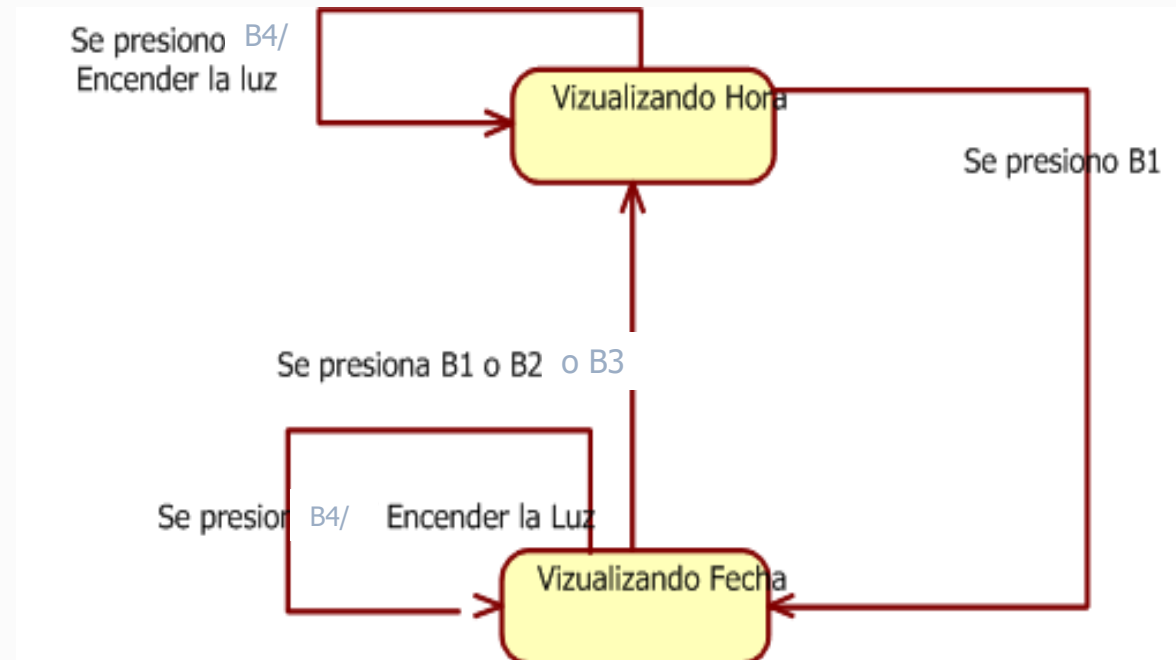 Se presiono B4/
Encender la luz
Vizualizando Hora
Se presiono B1
Se presiona B1 o B2 o B3
Se presior B4/ Encender la Luz
Vizualizando Fecha